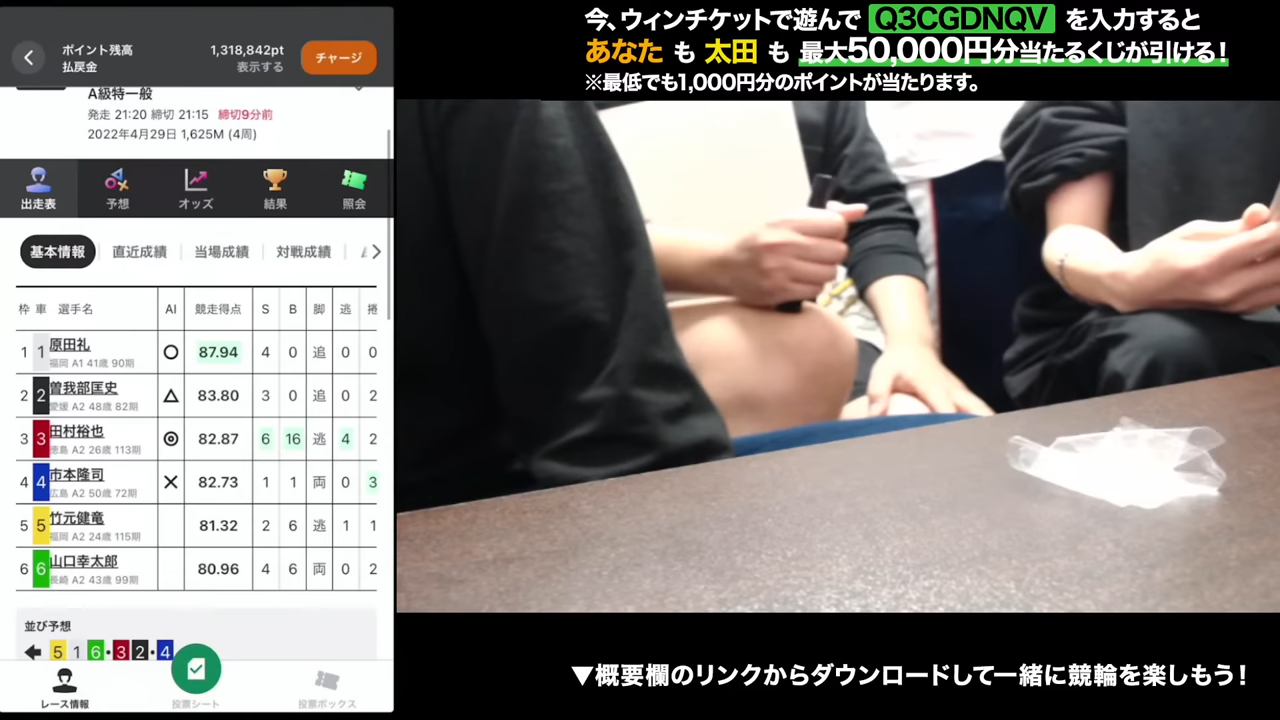 今、ウィンチケットで遊んで Q3CGDNQV を入力すると
あなた も 太田 も 最大50,000円分当たるくじが引ける!
※最低でも1,000円分のポイントが当たります。
ポイント残高 1,318,842pt
払戻金 表示する
チャージ
A級特一般
発走 21:20 締切 21:15 締切9分前
2022年4月29日 1,625M (4周)
出走表 予想 オッズ 結果 照会
基本情報 直近成績 当場成績 対戦成績
枠 車 選手名 AI 競走得点 S B 脚 逃 捲
1 1 原田礼 ○ 87.94 4 0 追 0 0
福岡 A1 41歳 90期
2 2 曽我部匡史 △ 83.80 3 0 追 0 2
愛媛 A2 48歳 82期
3 3 田村裕也 ◎ 82.87 6 16 逃 4 2
徳島 A2 26歳 113期
4 4 市本隆司 × 82.73 1 1 両 0 3
広島 A2 50歳 72期
5 5 竹元健竜 81.32 2 6 逃 1 1
福岡 A2 24歳 115期
6 6 山口幸太郎 80.96 4 6 両 0 2
長崎 A2 43歳 99期
並び予想
5 1 6・3 2・4
レース情報 投票シート 投票ボックス
▼概要欄のリンクからダウンロードして一緒に競輪を楽しもう!